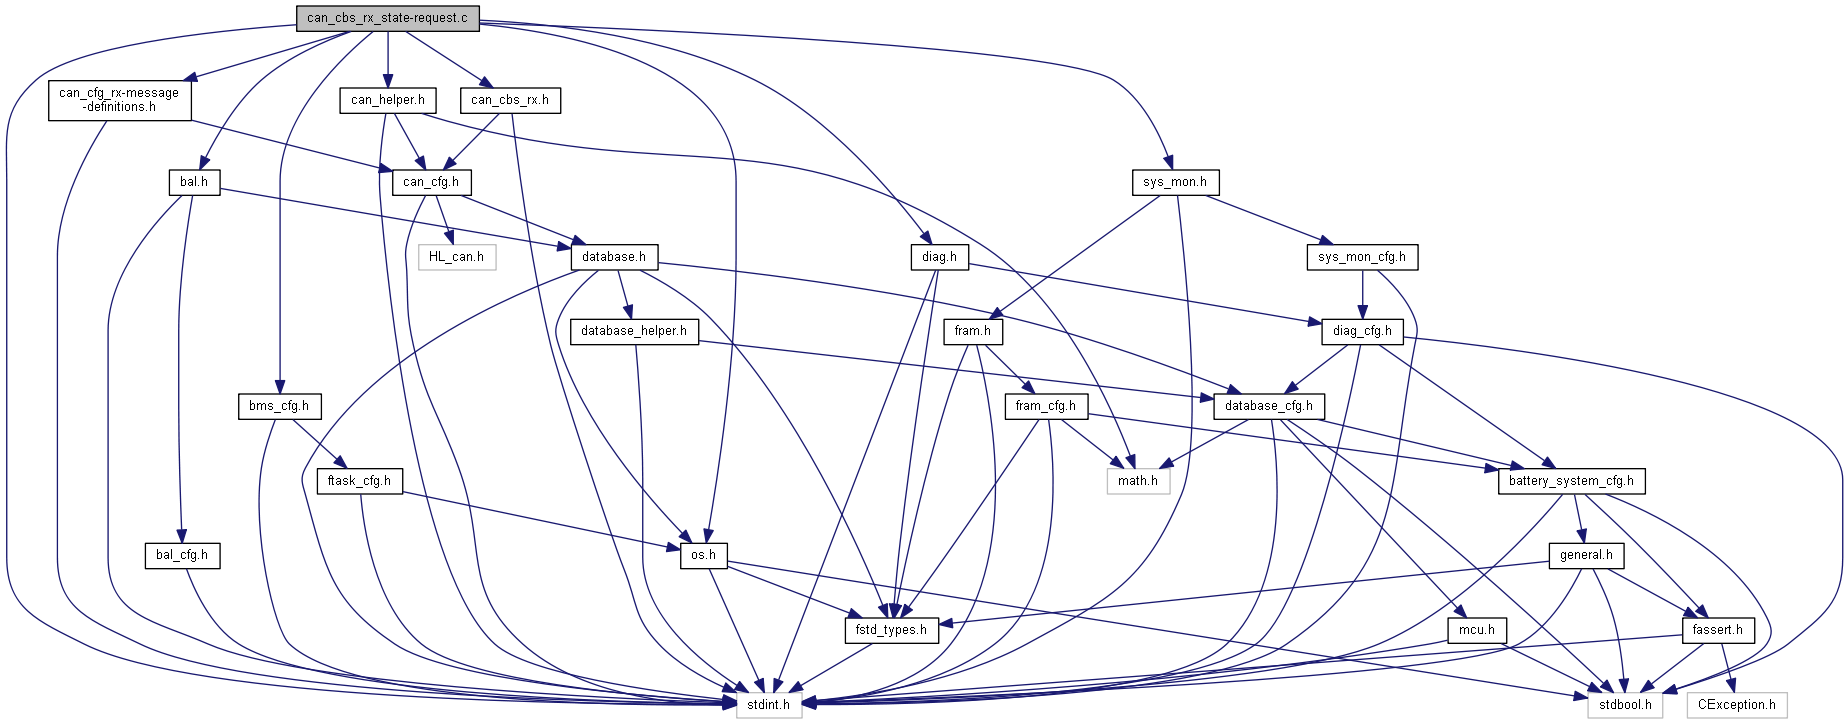 can_cbs_rx_state-request.c
can_cfg_rx-message
-definitions.h
can_helper.h
can_cbs_rx.h
bal.h
can_cfg.h
sys_mon.h
HL_can.h
database.h
diag.h
sys_mon_cfg.h
database_helper.h
fram.h
diag_cfg.h
bms_cfg.h
fram_cfg.h
database_cfg.h
ftask_cfg.h
math.h
battery_system_cfg.h
bal_cfg.h
os.h
general.h
fstd_types.h
mcu.h
fassert.h
stdint.h
stdbool.h
CException.h